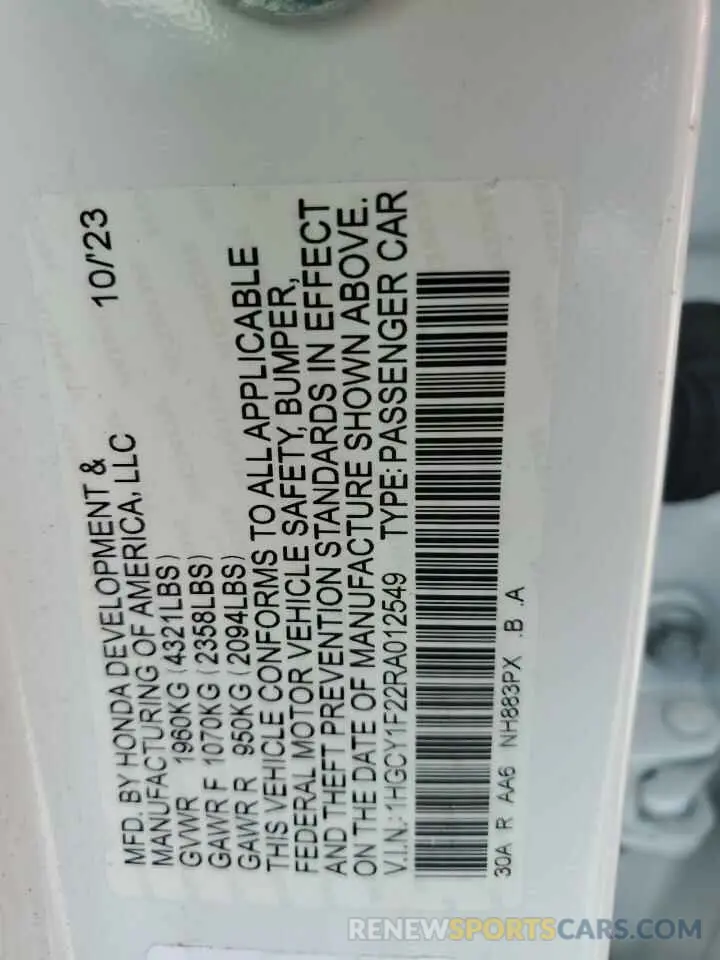 MFD. BY HONDA DEVELOPMENT & 10/'23
MANUFACTURING OF AMERICA, LLC
GVWR 1960KG (4321LBS)
GAWR F 1070KG (2358LBS)
GAWR R 950KG (2094LBS)
THIS VEHICLE CONFORMS TO ALL APPLICABLE
FEDERAL MOTOR VEHICLE SAFETY, BUMPER,
AND THEFT PREVENTION STANDARDS IN EFFECT
ON THE DATE OF MANUFACTURE SHOWN ABOVE.
V.I.N.: 1HGCY1F22RA012549 TYPE: PASSENGER CAR
30A R AA6 NH883PX .B .A
RENEWSPORTSCARS.COM